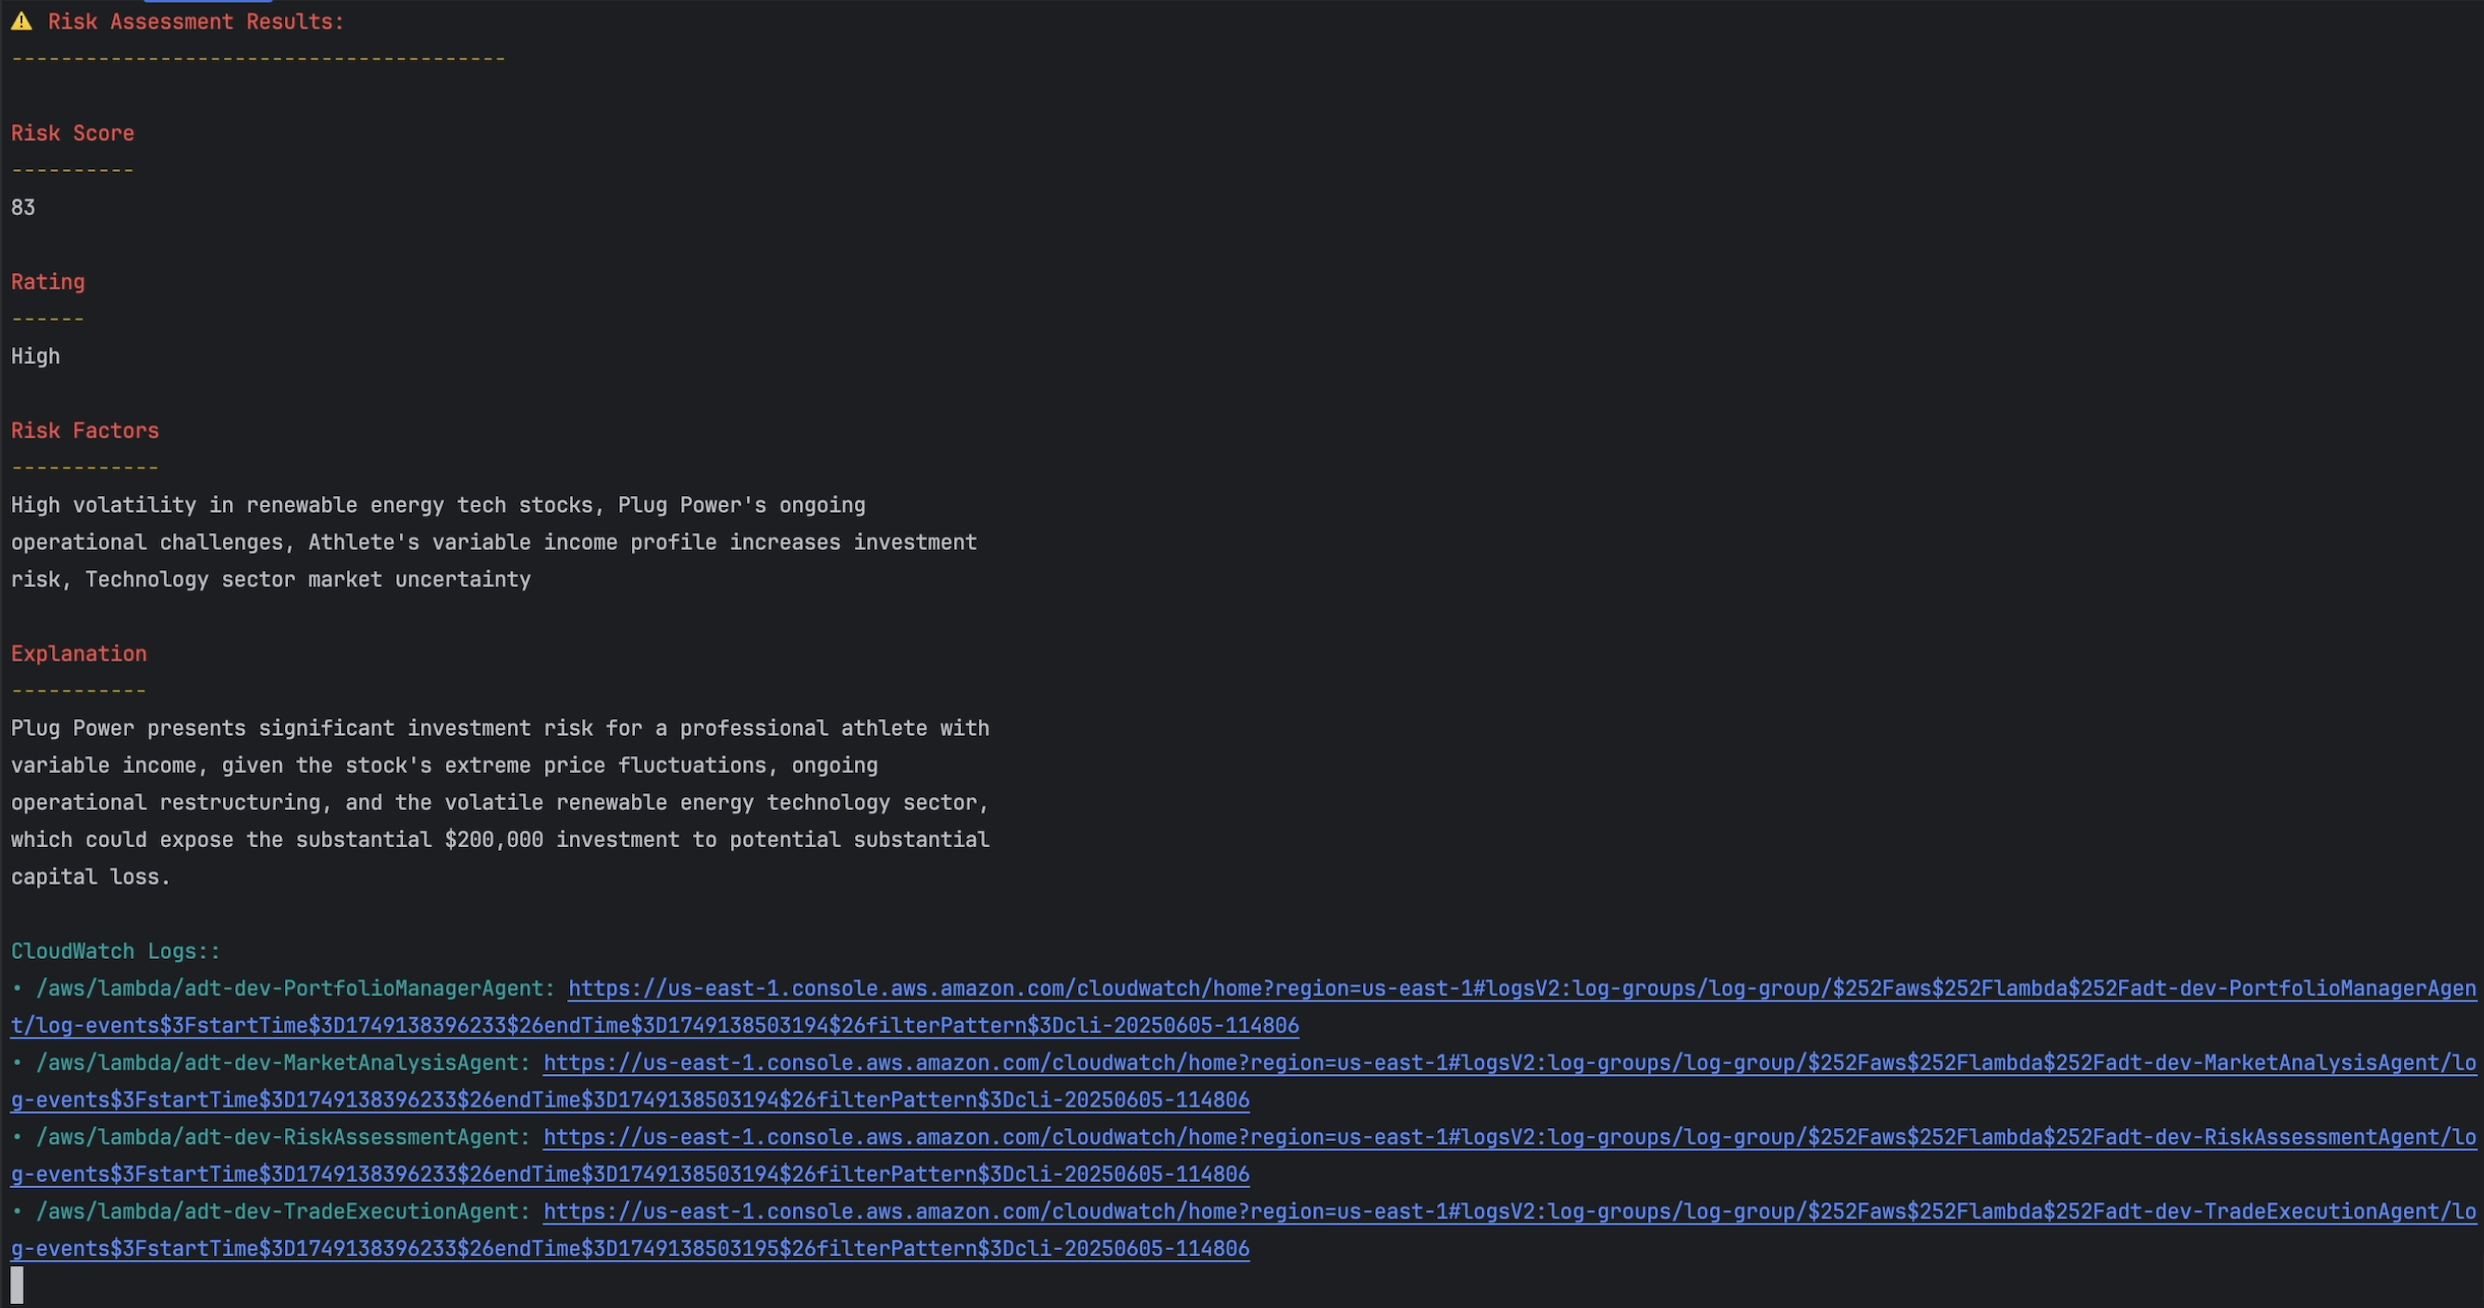 ⚠ Risk Assessment Results:
----------------------------------------
Risk Score
----------
83
Rating
------
High
Risk Factors
------------
High volatility in renewable energy tech stocks, Plug Power's ongoing
operational challenges, Athlete's variable income profile increases investment
risk, Technology sector market uncertainty
Explanation
-----------
Plug Power presents significant investment risk for a professional athlete with
variable income, given the stock's extreme price fluctuations, ongoing
operational restructuring, and the volatile renewable energy technology sector,
which could expose the substantial $200,000 investment to potential substantial
capital loss.
CloudWatch Logs::
• /aws/lambda/adt-dev-PortfolioManagerAgent: https://us-east-1.console.aws.amazon.com/cloudwatch/home?region=us-east-1#logsV2:log-groups/log-group/$252Faws$252Flambda$252Fadt-dev-PortfolioManagerAgen
t/log-events$3FstartTime$3D1749138396233$26endTime$3D1749138503194$26filterPattern$3Dcli-20250605-114806
• /aws/lambda/adt-dev-MarketAnalysisAgent: https://us-east-1.console.aws.amazon.com/cloudwatch/home?region=us-east-1#logsV2:log-groups/log-group/$252Faws$252Flambda$252Fadt-dev-MarketAnalysisAgent/lo
g-events$3FstartTime$3D1749138396233$26endTime$3D1749138503194$26filterPattern$3Dcli-20250605-114806
• /aws/lambda/adt-dev-RiskAssessmentAgent: https://us-east-1.console.aws.amazon.com/cloudwatch/home?region=us-east-1#logsV2:log-groups/log-group/$252Faws$252Flambda$252Fadt-dev-RiskAssessmentAgent/lo
g-events$3FstartTime$3D1749138396233$26endTime$3D1749138503194$26filterPattern$3Dcli-20250605-114806
• /aws/lambda/adt-dev-TradeExecutionAgent: https://us-east-1.console.aws.amazon.com/cloudwatch/home?region=us-east-1#logsV2:log-groups/log-group/$252Faws$252Flambda$252Fadt-dev-TradeExecutionAgent/lo
g-events$3FstartTime$3D1749138396233$26endTime$3D1749138503195$26filterPattern$3Dcli-20250605-114806